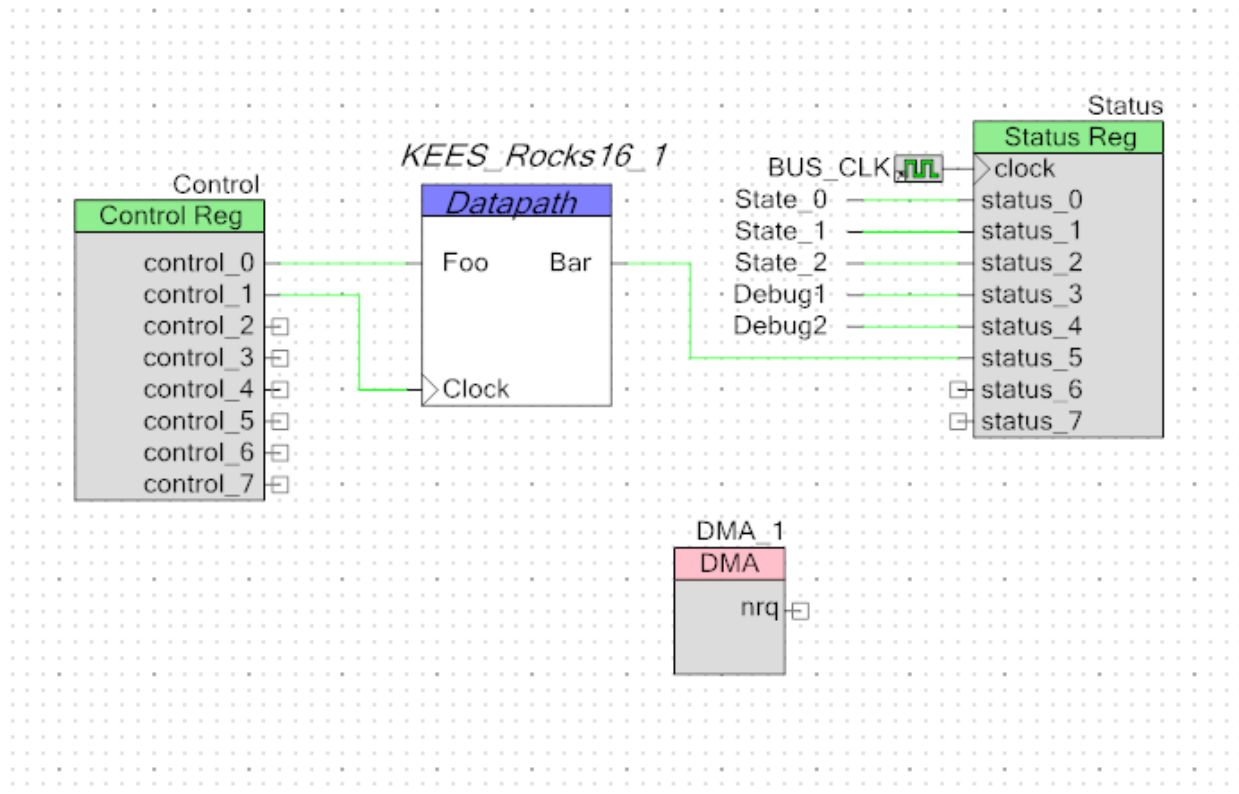 Control
Control Reg
control_0
control_1
control_2
control_3
control_4
control_5
control_6
control_7
KEES_Rocks16_1
Datapath
Foo Bar
Clock
Status
Status Reg
BUS_CLK clock
State_0 status_0
State_1 status_1
State_2 status_2
Debug1 status_3
Debug2 status_4
status_5
status_6
status_7
DMA_1
DMA
nrq